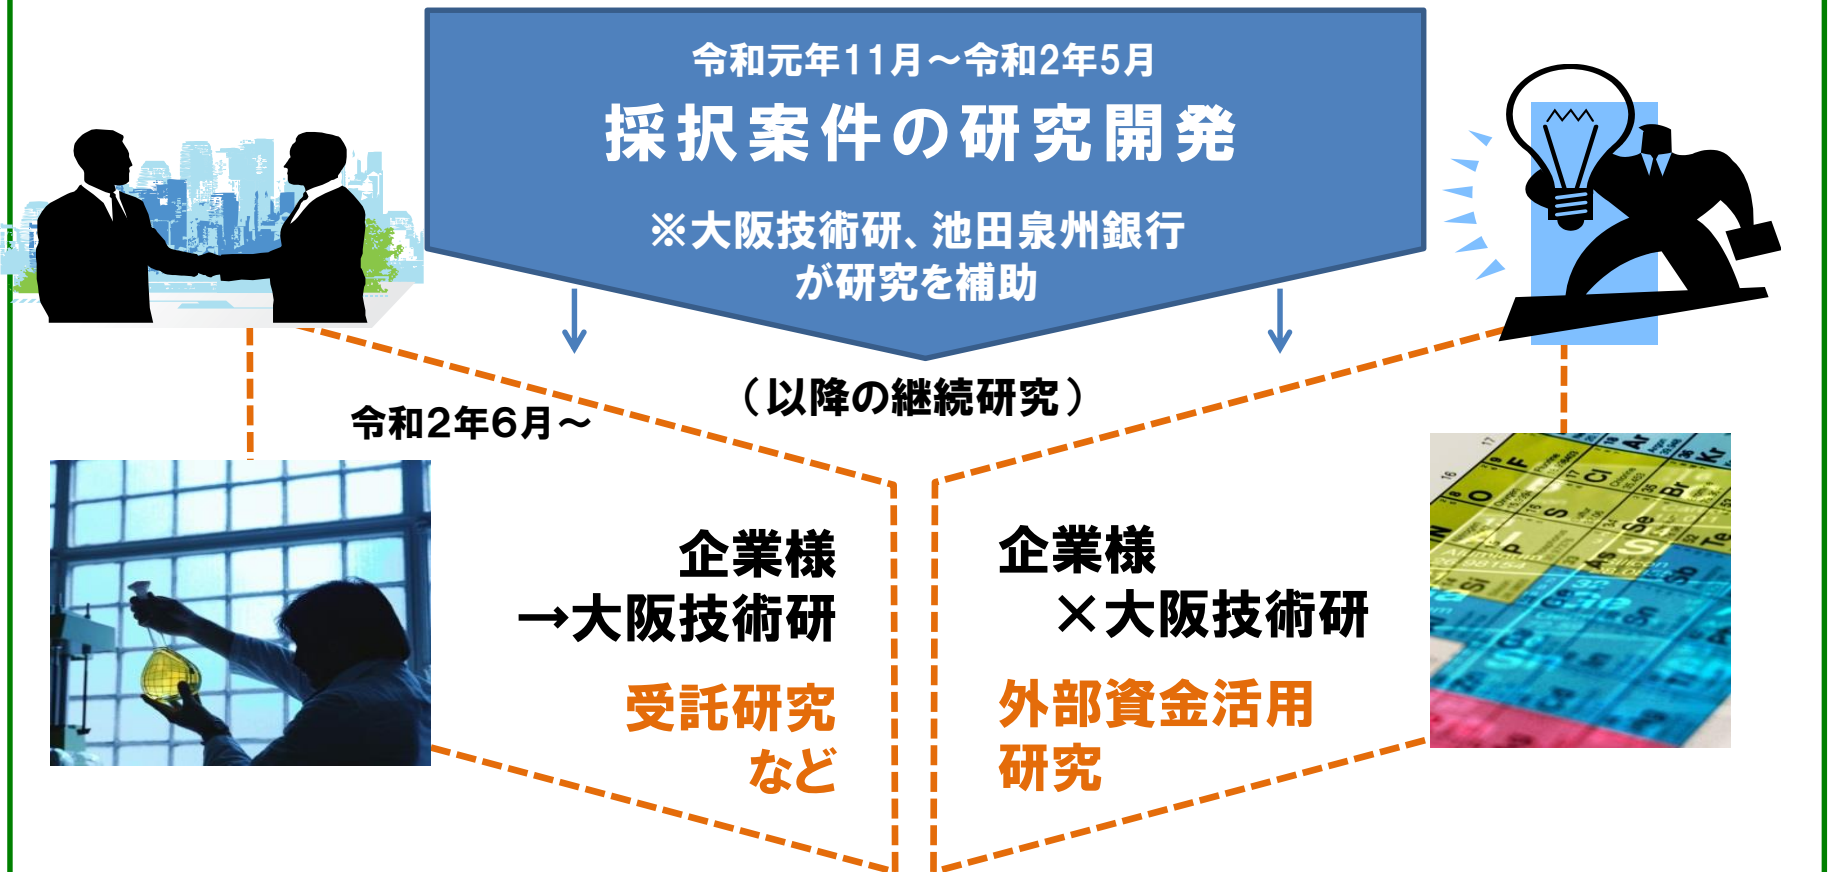 令和元年11月～令和2年5月
採択案件の研究開発
※大阪技術研、池田泉州銀行
が研究を補助
（以降の継続研究）
令和2年6月～
企業様
→大阪技術研
受託研究
など
企業様
×大阪技術研
外部資金活用
研究